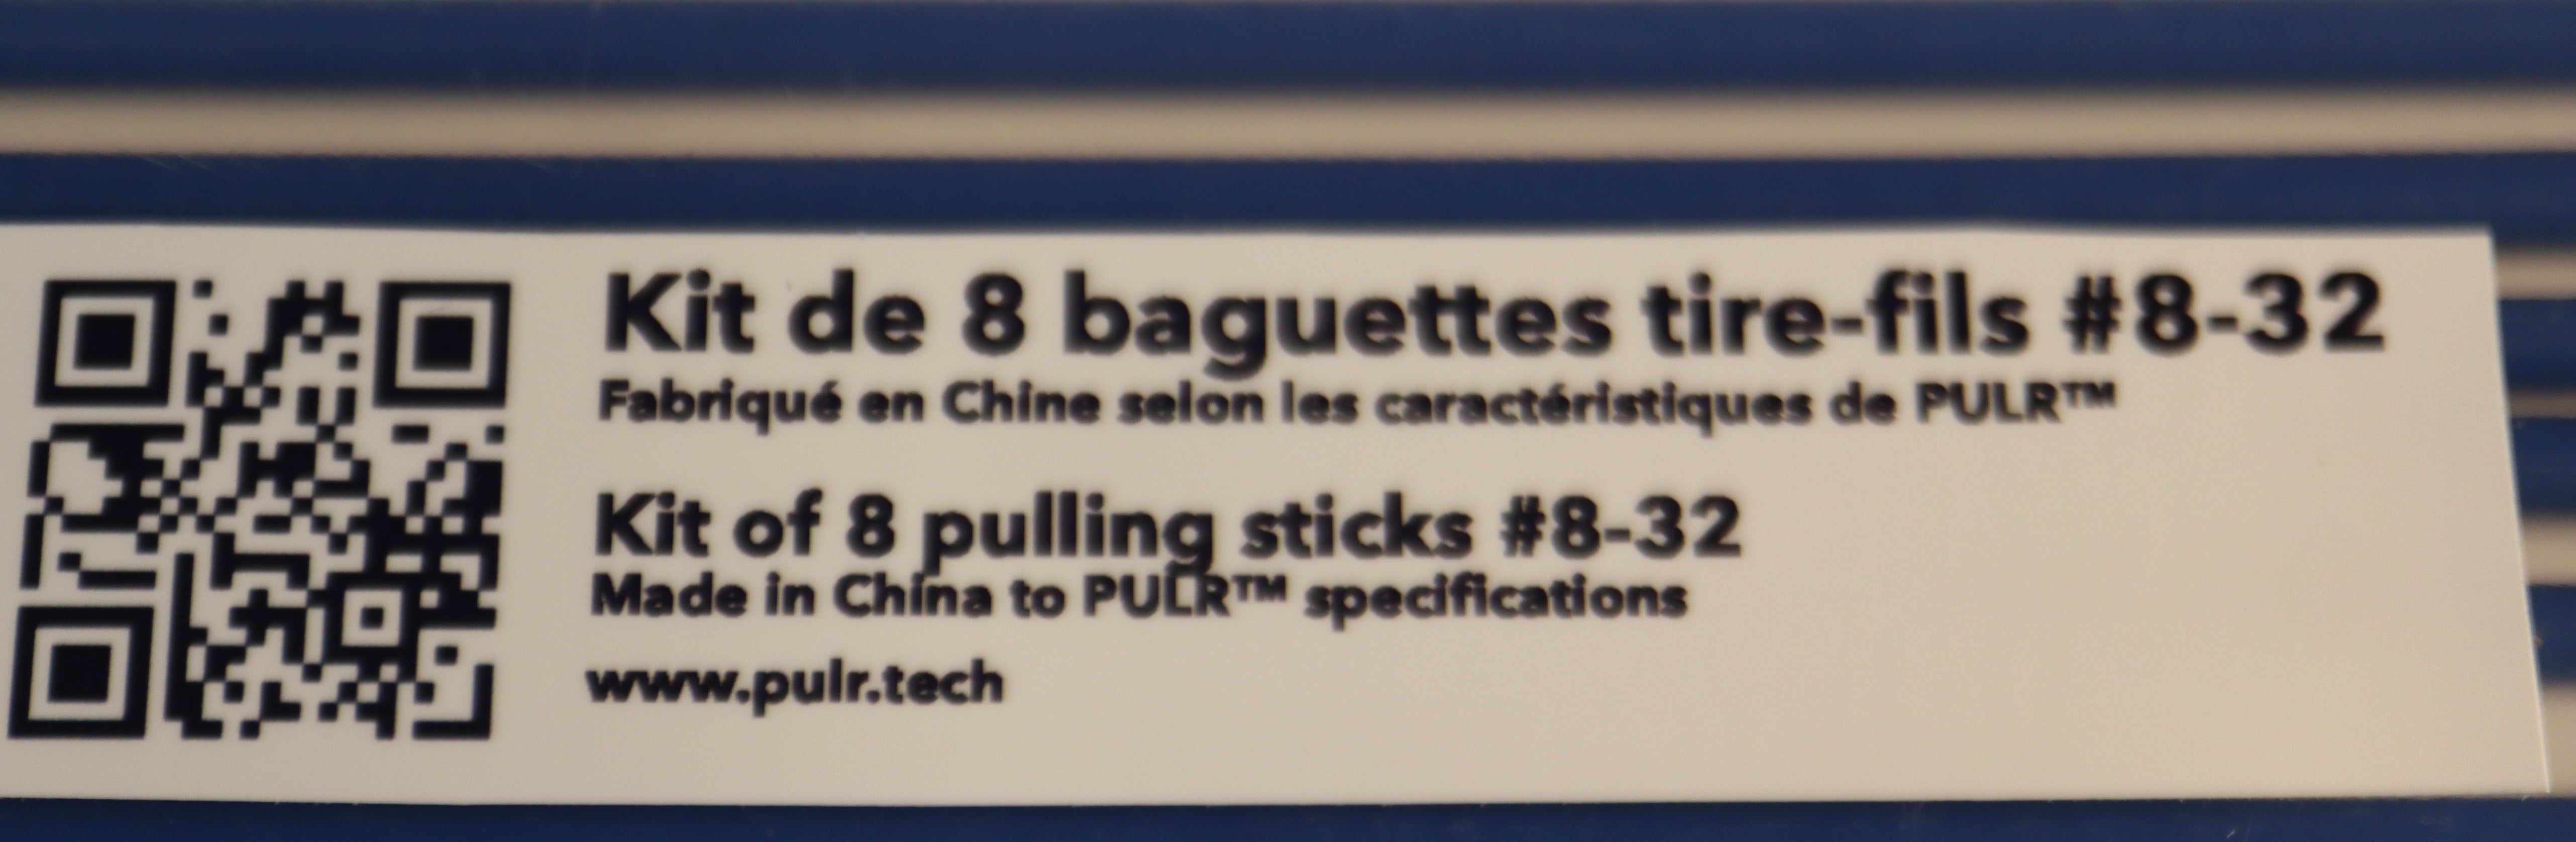 Kit de 8 baguettes tire-fils #8-32
Fabriqué en Chine selon les caractéristiques de PULR™
Kit of 8 pulling sticks #8-32
Made in China to PULR™ specifications
www.pulr.tech